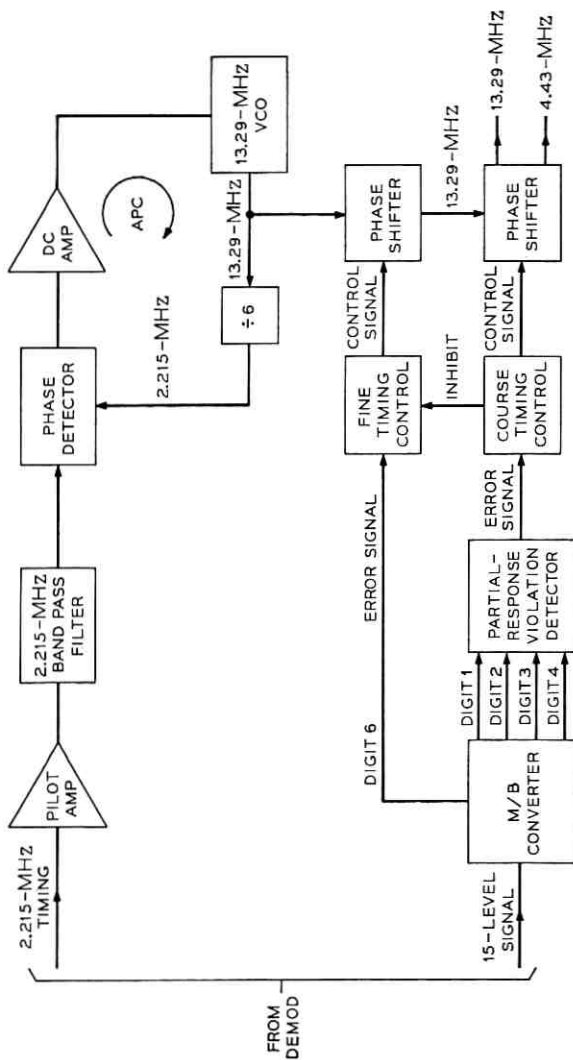 FROM
DEMOD
2.215-MHz
TIMING
PILOT
AMP
2.215-MHz
BAND PASS
FILTER
PHASE
DETECTOR
DC
AMP
APC
13.29-MHz
VCO
13.29-MHz
÷6
2.215-MHz
15-LEVEL
SIGNAL
M/B
CONVERTER
DIGIT 6
ERROR SIGNAL
DIGIT 1
DIGIT 2
DIGIT 3
DIGIT 4
PARTIAL-
RESPONSE
VIOLATION
DETECTOR
ERROR
SIGNAL
FINE
TIMING
CONTROL
INHIBIT
COURSE
TIMING
CONTROL
CONTROL
SIGNAL
CONTROL
SIGNAL
PHASE
SHIFTER
13.29-MHz
PHASE
SHIFTER
13.29-MHz
4.43-MHz